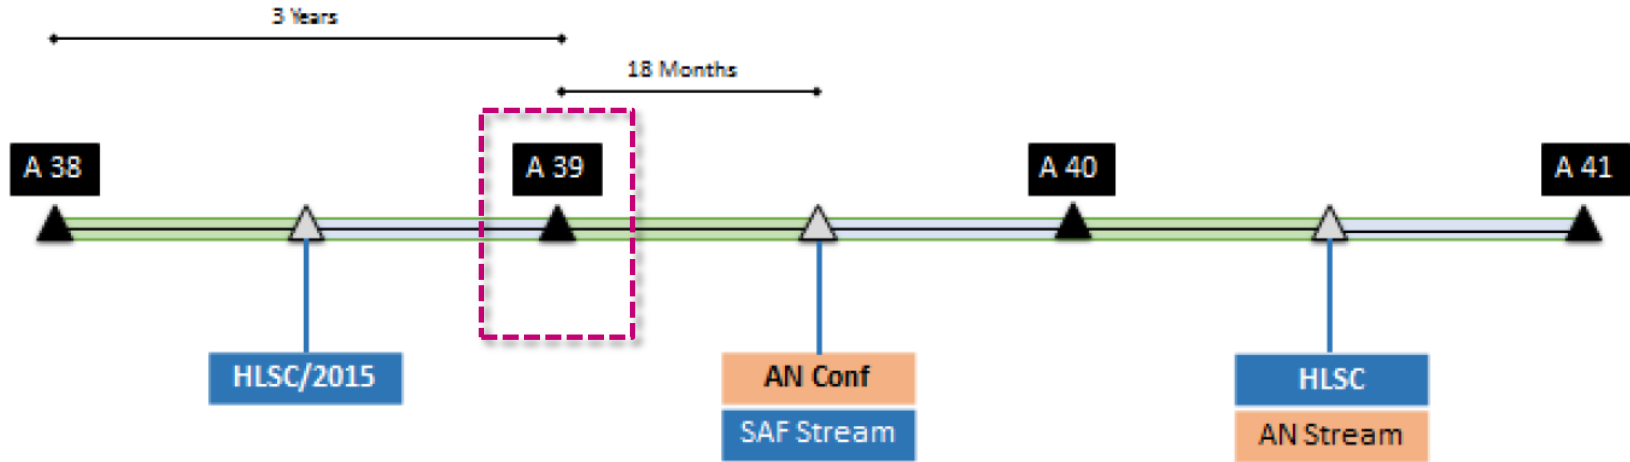 3 Years
18 Months
A 38
A 39
A 40
A 41
HLSC/2015
AN Conf
SAF Stream
HLSC
AN Stream